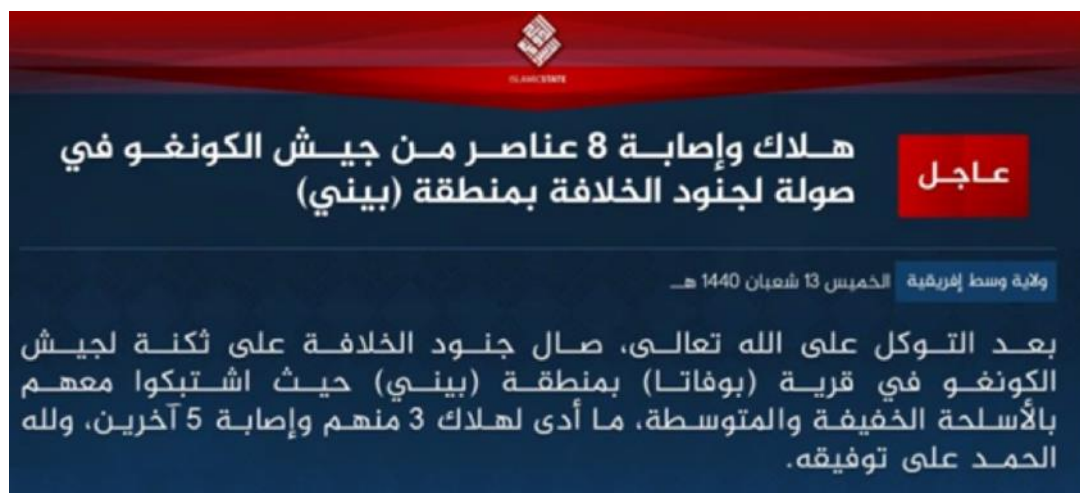 ISLAMIC STATE
عاجل
هلاك وإصابة 8 عناصر من جيش الكونغو في
صولة لجنود الخلافة بمنطقة (بيني)
ولاية وسط إفريقية الخميس 13 شعبان 1440 هـ
بعد التوكل على الله تعالى، صال جنود الخلافة على ثكنة لجيش
الكونغو في قرية (بوفاتا) بمنطقة (بيني) حيث اشتبكوا معهم
بالأسلحة الخفيفة والمتوسطة، ما أدى لهلاك 3 منهم وإصابة 5 آخرين، ولله
الحمد على توفيقه.